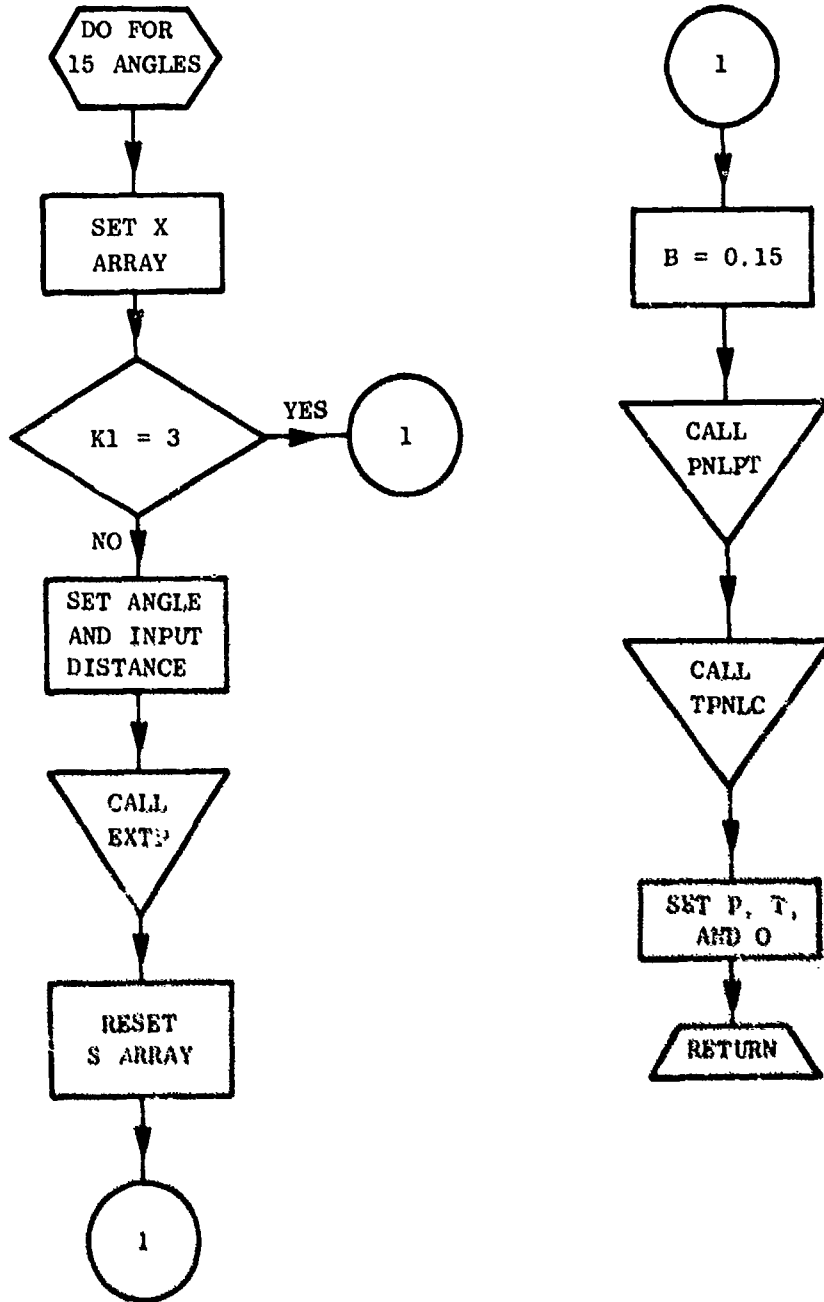 DO FOR
15 ANGLES
SET X
ARRAY
K1 = 3
YES
1
NO
SET ANGLE
AND INPUT
DISTANCE
CALL
EXTP
RESET
S ARRAY
1
1
B = 0.15
CALL
PNLPT
CALL
TPNLC
SET P, T,
AND O
RETURN